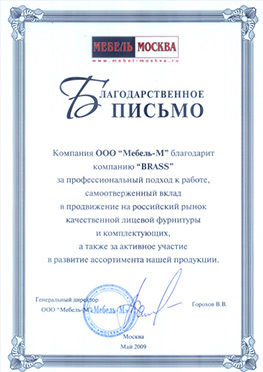 МЕБЕЛЬ МОСКВА
www.mebelimoskva.ru
БЛАГОДАРСТВЕННОЕ
ПИСЬМО
Компания ООО “Мебель-М” благодарит
компанию “BRASS”
за профессиональный подход к работе,
самоотверженный вклад
в продвижение на российский рынок
качественной лицевой фурнитуры
и комплектующих,
а также за активное участие
в развитие ассортимента нашей продукции.
Генеральный директор
ООО “Мебель-М” Горохов В.В.
«Мебель-М»
Москва
Май 2009